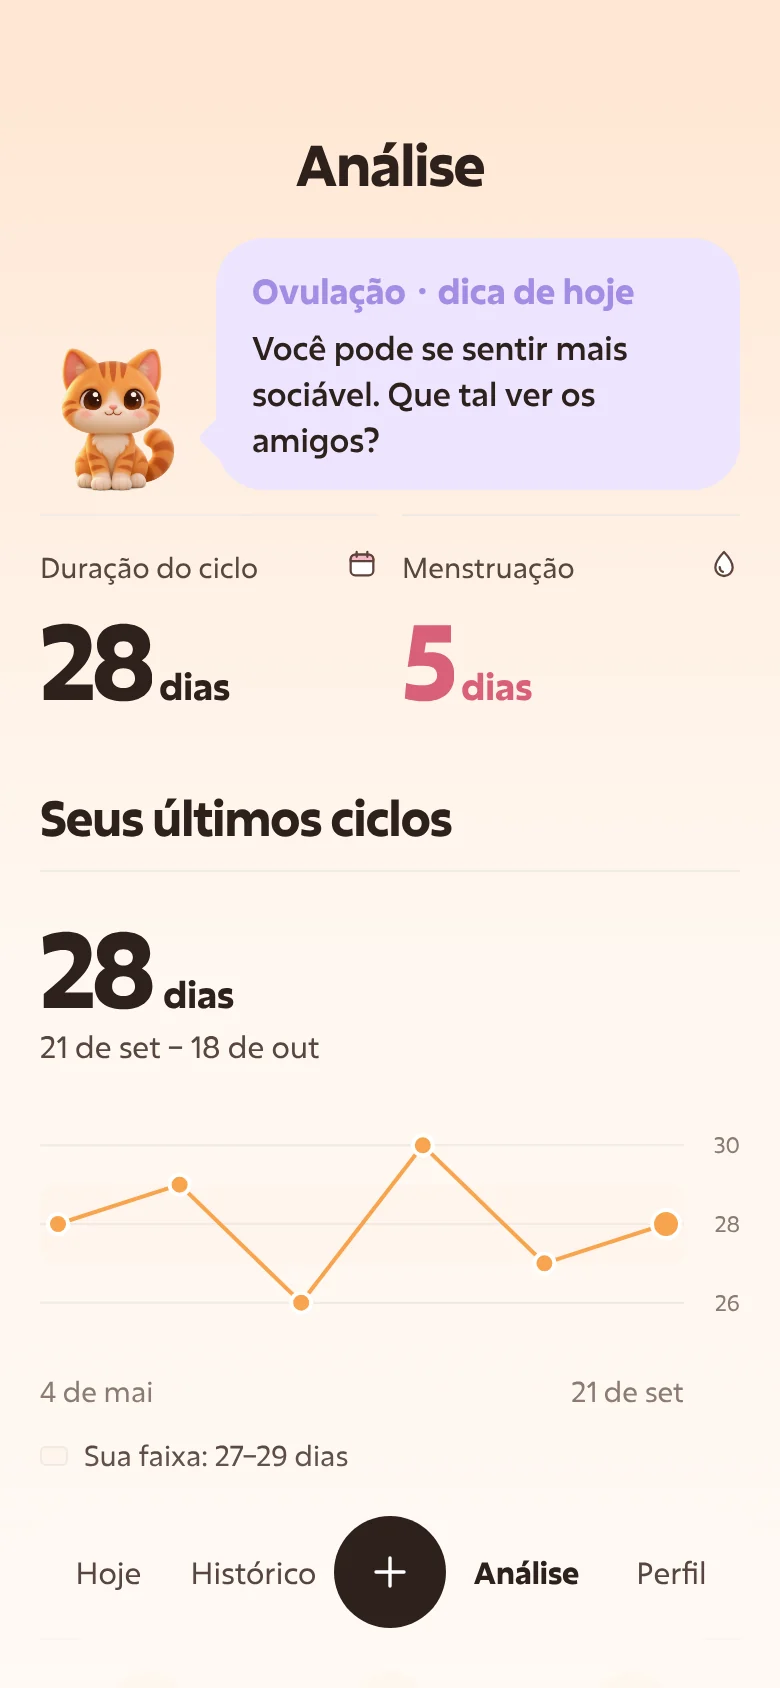 Análise
Ovulação · dica de hoje
Você pode se sentir mais
sociável. Que tal ver os
amigos?
Duração do ciclo
28 dias
Menstruação
5 dias
Seus últimos ciclos
28 dias
21 de set – 18 de out
30
28
26
4 de mai
21 de set
Sua faixa: 27–29 dias
Hoje
Histórico
Análise
Perfil